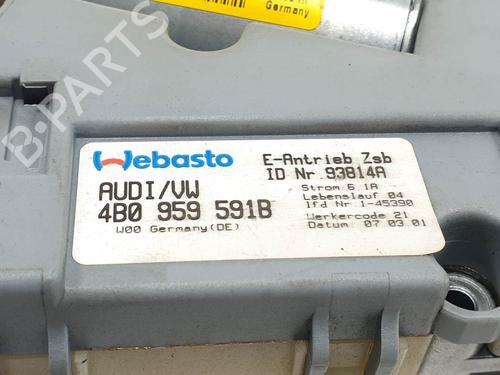 Germany
B-PARTS
Webasto
E-Antrieb Zsb
ID Nr.93814A
AUDI/VW
Strom 6.1A
Lebenslauf 04
4B0 959 591B
lfd Nr. 1-45390
Werkercode 21
W00 Germany(DE)
Datum 07.03.01